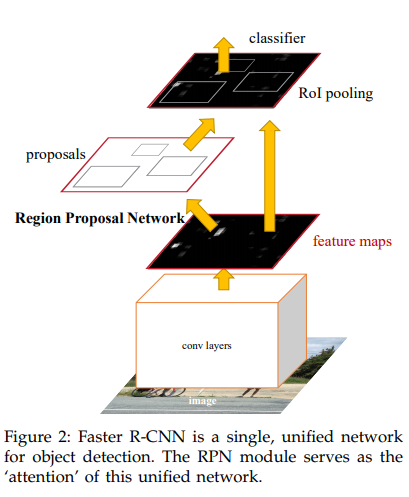 classifier
RoI pooling
proposals
Region Proposal Network
feature maps
conv layers
image
Figure 2: Faster R-CNN is a single, unified network
for object detection. The RPN module serves as the
‘attention’ of this unified network.